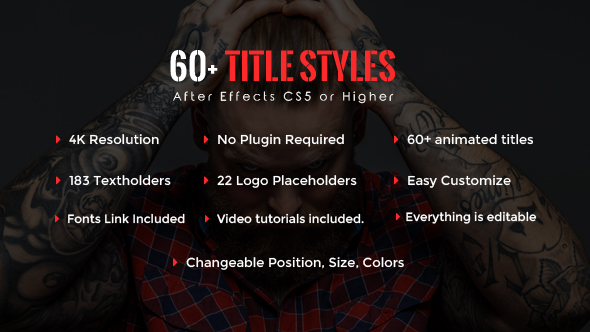 60+ TITLE STYLES
After Effects CS5 or Higher
4K Resolution
No Plugin Required
60+ animated titles
183 Textholders
22 Logo Placeholders
Easy Customize
Fonts Link Included
Video tutorials included.
Everything is editable
Changeable Position, Size, Colors